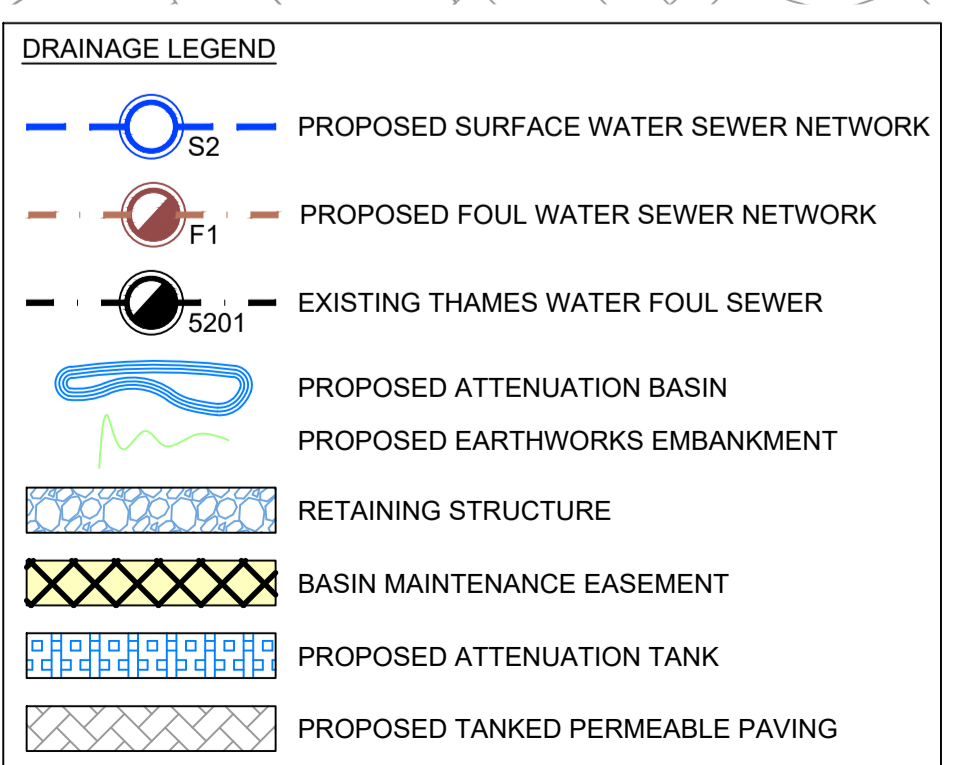 DRAINAGE LEGEND
S2
PROPOSED SURFACE WATER SEWER NETWORK
F1
PROPOSED FOUL WATER SEWER NETWORK
5201
EXISTING THAMES WATER FOUL SEWER
PROPOSED ATTENUATION BASIN
PROPOSED EARTHWORKS EMBANKMENT
RETAINING STRUCTURE
BASIN MAINTENANCE EASEMENT
PROPOSED ATTENUATION TANK
PROPOSED TANKED PERMEABLE PAVING